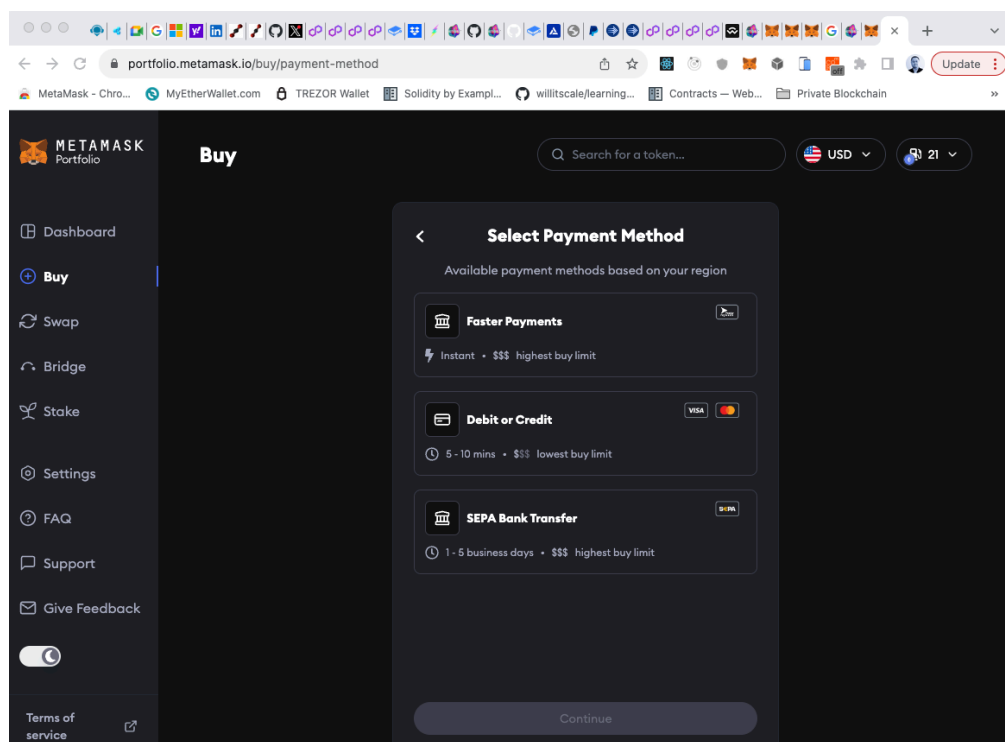 portfolio.metamask.io/buy/payment-method
Update
MetaMask - Chro...
MyEtherWallet.com
TREZOR Wallet
Solidity by Exampl...
willitscale/learning...
Contracts — Web...
Private Blockchain
»
METAMASK
Portfolio
Buy
Search for a token...
USD
21
Dashboard
Buy
Swap
Bridge
Stake
Settings
FAQ
Support
Give Feedback
Terms of
service
Select Payment Method
Available payment methods based on your region
Faster Payments
Instant • $$$ highest buy limit
Debit or Credit
VISA
5 - 10 mins • $$$ lowest buy limit
SEPA Bank Transfer
SEPA
1 - 5 business days • $$$ highest buy limit
Continue